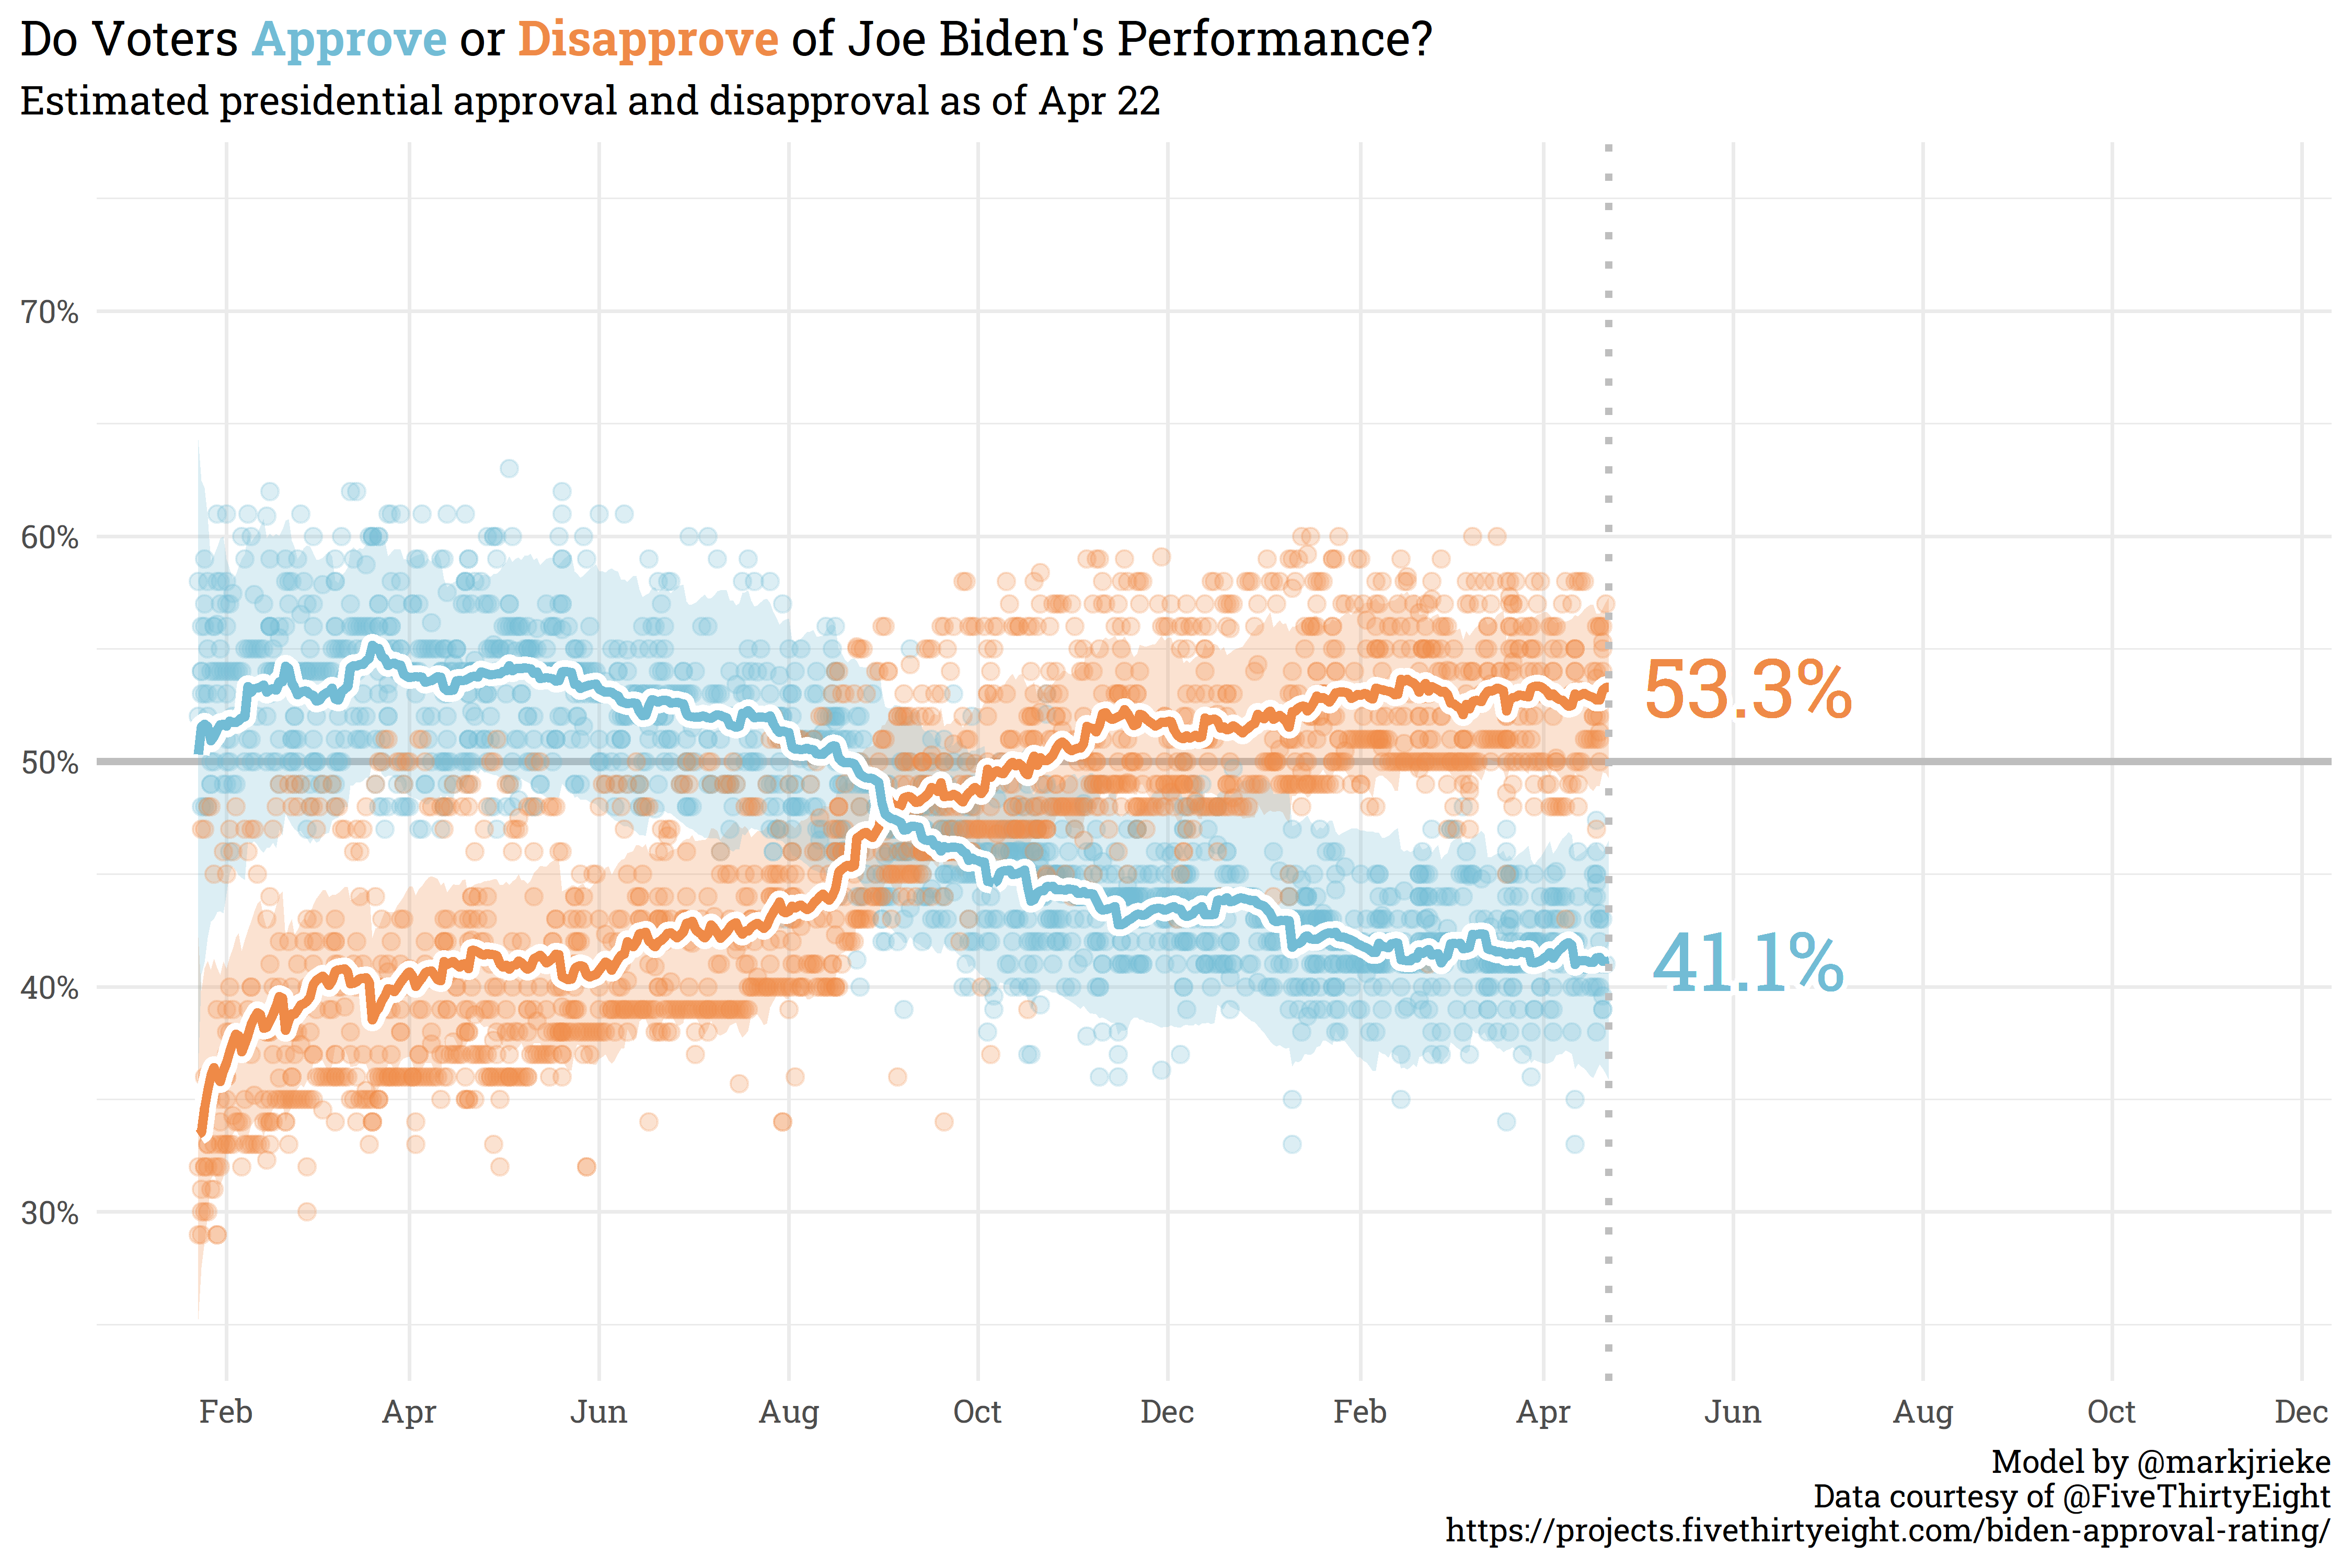 Do Voters Approve or Disapprove of Joe Biden's Performance?
Estimated presidential approval and disapproval as of Apr 22
70%
60%
50%
40%
30%
53.3%
41.1%
Feb Apr Jun Aug Oct Dec Feb Apr Jun Aug Oct Dec
Model by @markjrieke
Data courtesy of @FiveThirtyEight
https://projects.fivethirtyeight.com/biden-approval-rating/